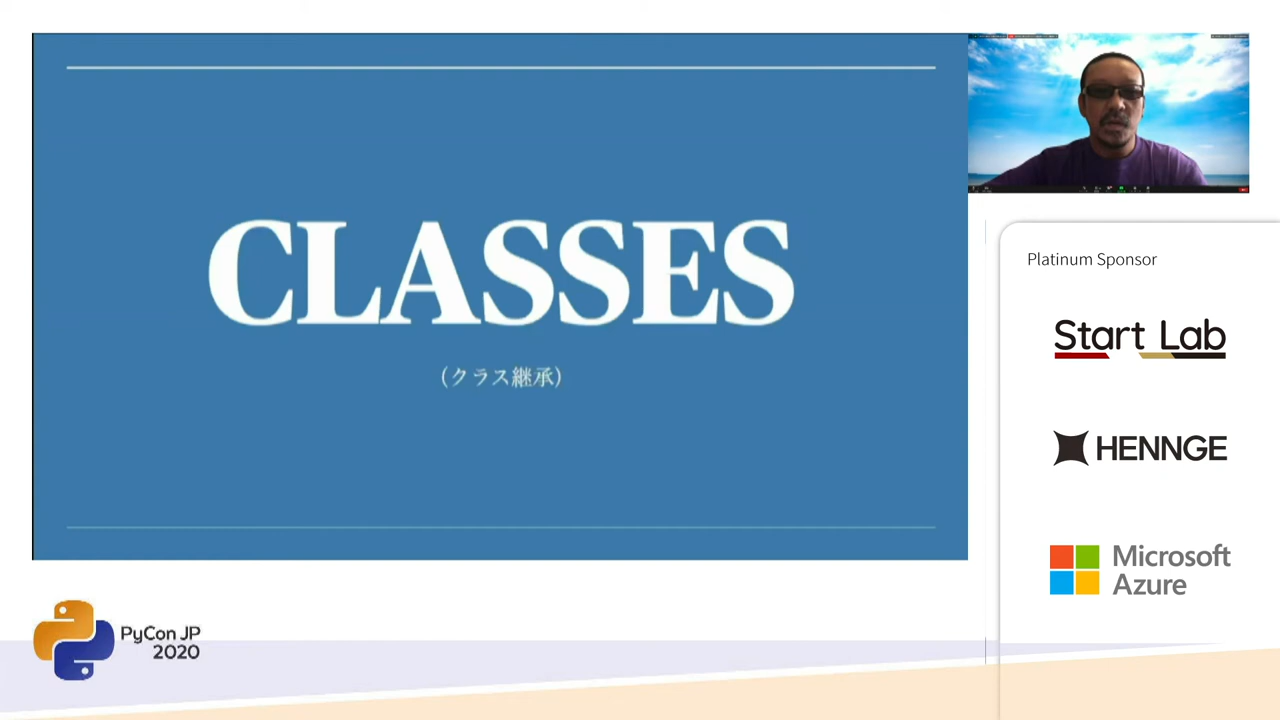 CLASSES
(クラス継承)
Platinum Sponsor
Start Lab
HENNGE
Microsoft
Azure
PyCon JP
2020